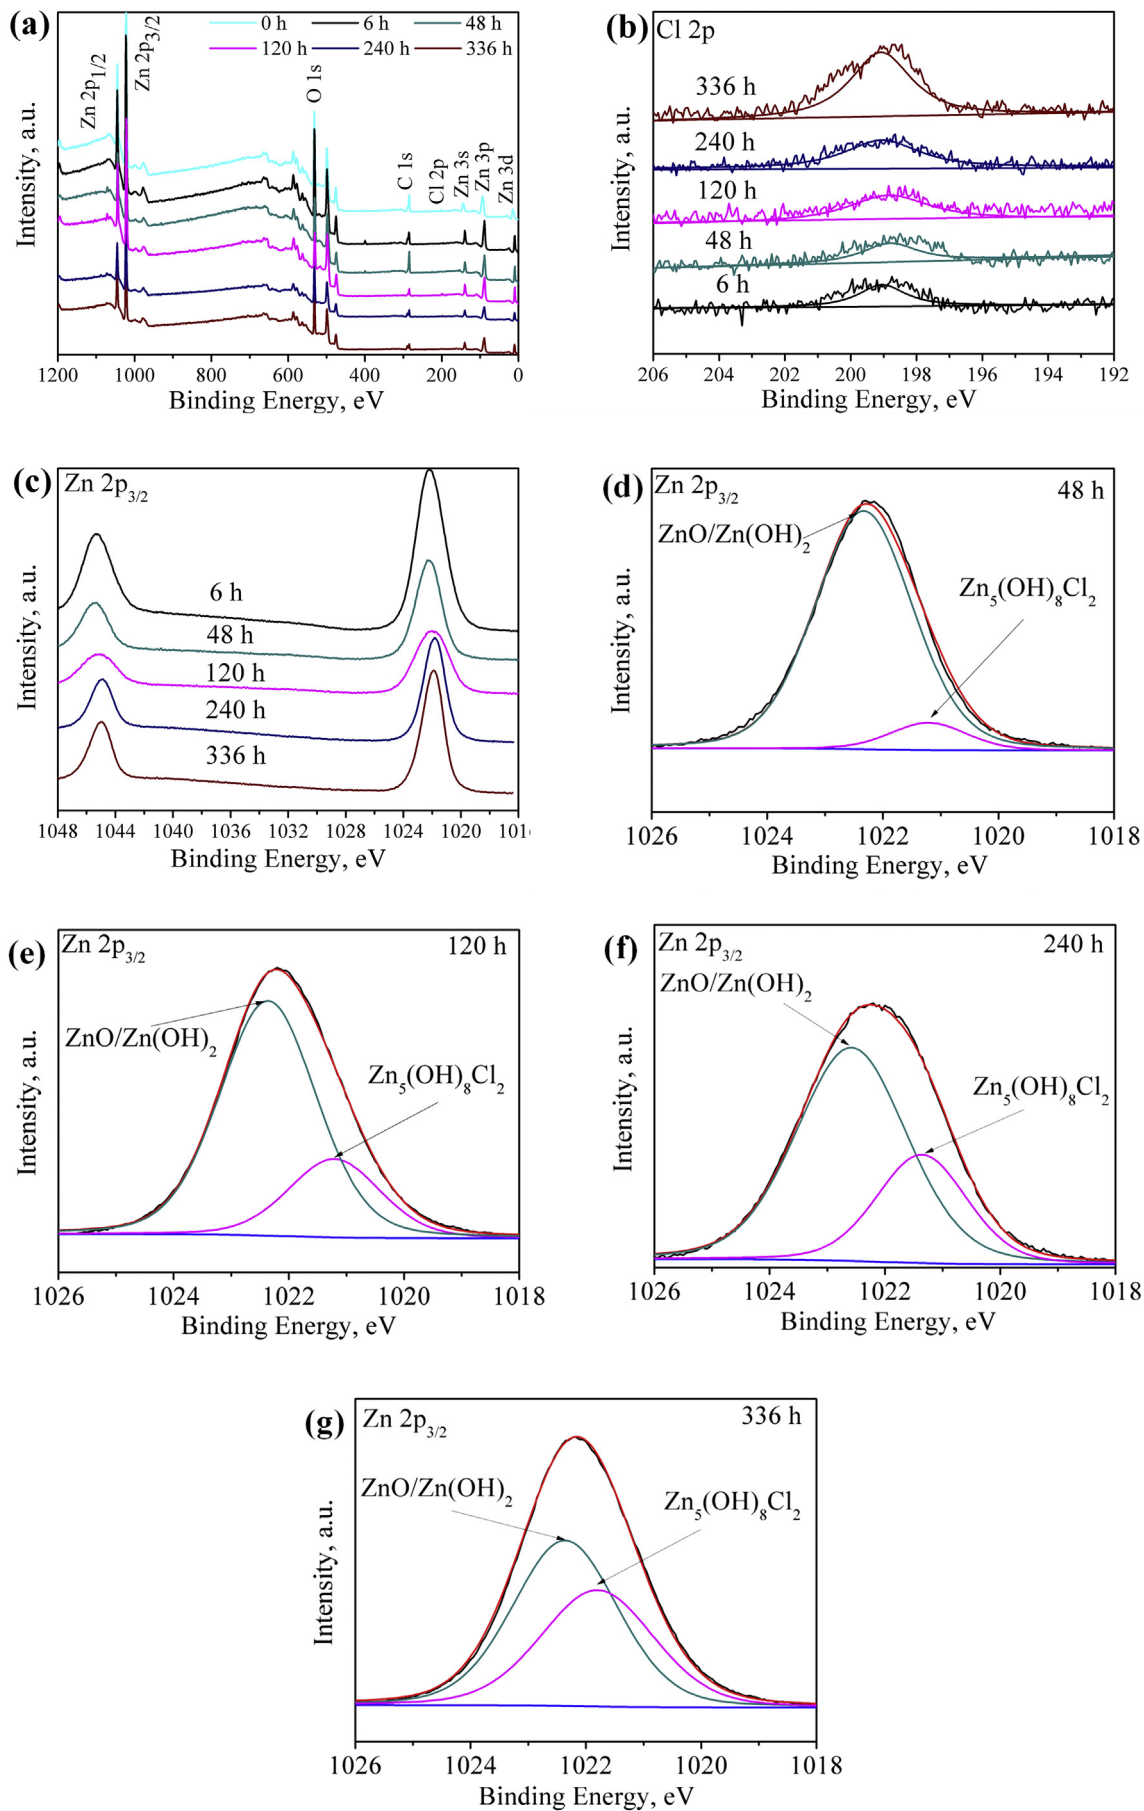 (a)
0 h 6 h 48 h
120 h 240 h 336 h
Zn 2p1/2
Zn 2p3/2
O 1s
C 1s
Cl 2p
Zn 3s
Zn 3p
Zn 3d
Intensity, a.u.
1200 1000 800 600 400 200 0
Binding Energy, eV
(b)
Cl 2p
336 h
240 h
120 h
48 h
6 h
Intensity, a.u.
206 204 202 200 198 196 194 192
Binding Energy, eV
(c)
Zn 2p3/2
6 h
48 h
120 h
240 h
336 h
Intensity, a.u.
1048 1044 1040 1036 1032 1028 1024 1020 101
Binding Energy, eV
(d)
Zn 2p3/2 48 h
ZnO/Zn(OH)2
Zn5(OH)8Cl2
Intensity, a.u.
1026 1024 1022 1020 1018
Binding Energy, eV
(e)
Zn 2p3/2 120 h
ZnO/Zn(OH)2
Zn5(OH)8Cl2
Intensity, a.u.
1026 1024 1022 1020 1018
Binding Energy, eV
(f)
Zn 2p3/2 240 h
ZnO/Zn(OH)2
Zn5(OH)8Cl2
Intensity, a.u.
1026 1024 1022 1020 1018
Binding Energy, eV
(g)
Zn 2p3/2 336 h
ZnO/Zn(OH)2
Zn5(OH)8Cl2
Intensity, a.u.
1026 1024 1022 1020 1018
Binding Energy, eV